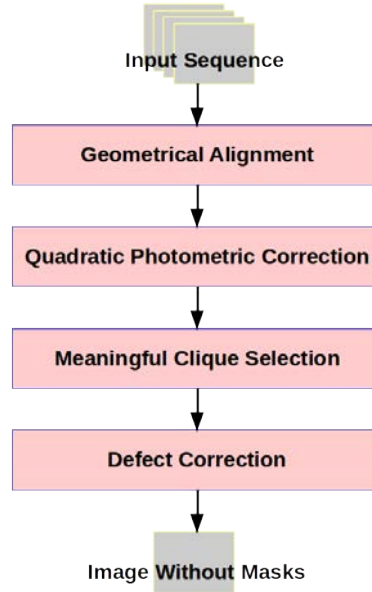 Input Sequence
Geometrical Alignment
Quadratic Photometric Correction
Meaningful Clique Selection
Defect Correction
Image Without Masks